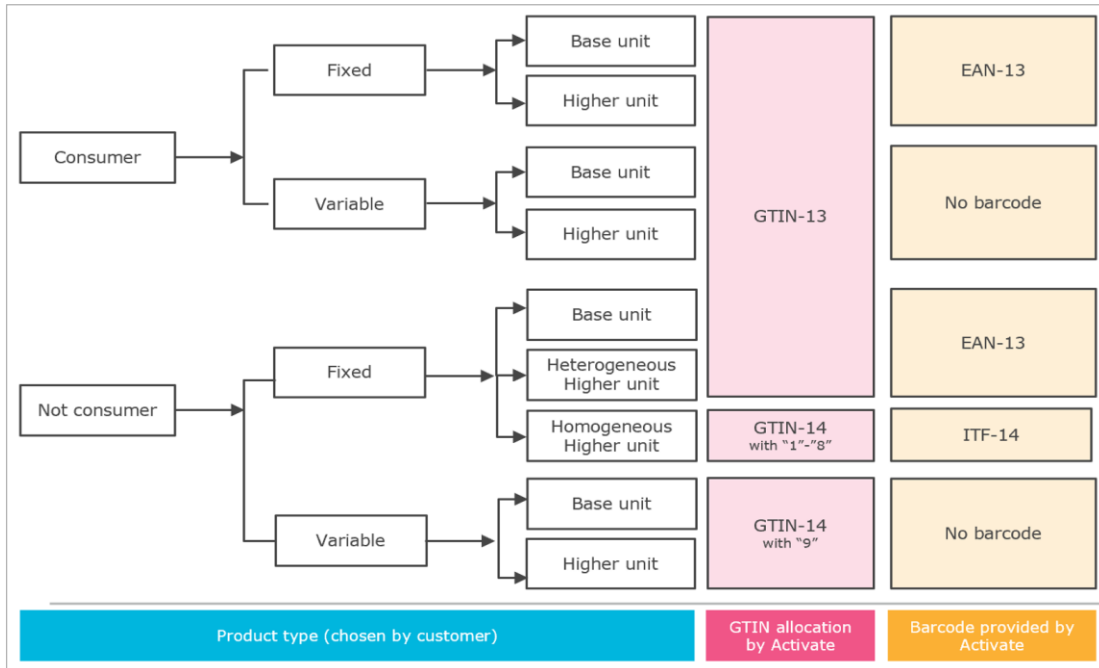 Base unit
Fixed
Higher unit
EAN-13
Consumer
Base unit
Variable
Higher unit
GTIN-13
No barcode
Base unit
Fixed
Heterogeneous
Higher unit
EAN-13
Not consumer
Homogeneous
Higher unit
GTIN-14
with “1”-”8”
ITF-14
Base unit
Variable
Higher unit
GTIN-14
with “9”
No barcode
Product type (chosen by customer)
GTIN allocation
by Activate
Barcode provided by
Activate